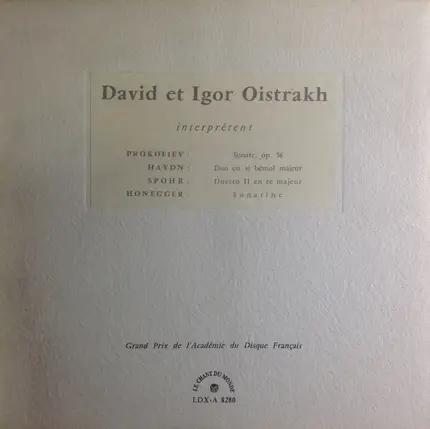 David et Igor Oistrakh
interprètent
PROKOFIEV : Sonate, op. 56
HAYDN : Duo en si bémol majeur
SPOHR : Duetto II en re majeur
HONEGGER : Sonatine
Grand Prix de l'Académie du Disque Français
LE CHANT DU MONDE
LDX-A 8280